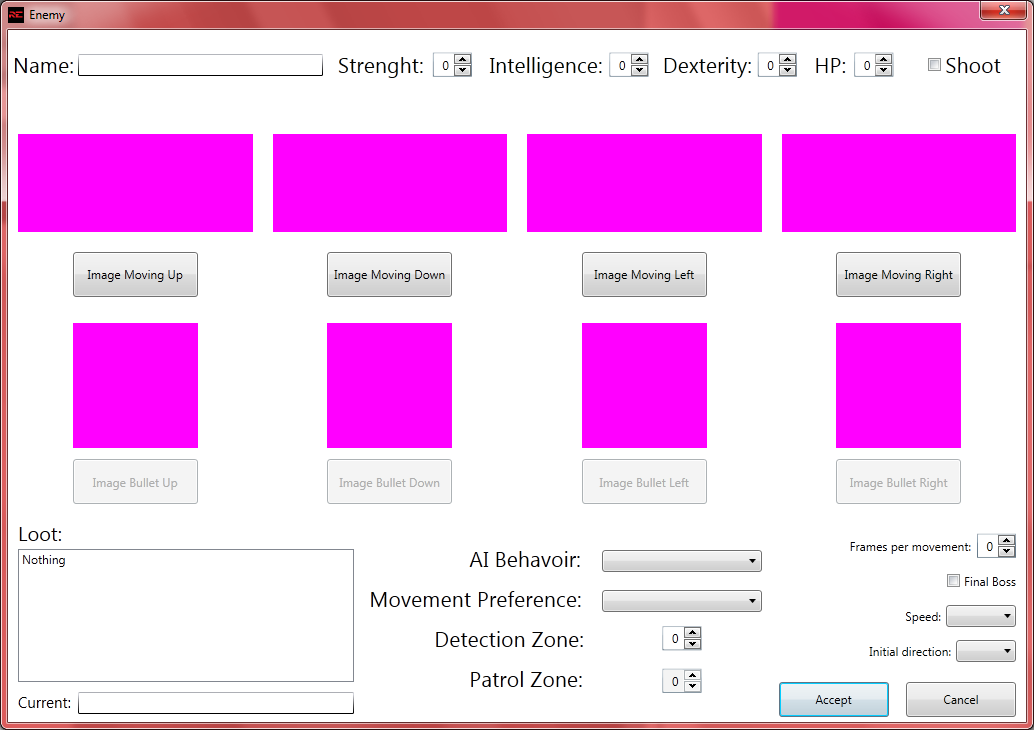 RE Enemy
Name: Strenght: 0 Intelligence: 0 Dexterity: 0 HP: 0 Shoot
Image Moving Up Image Moving Down Image Moving Left Image Moving Right
Image Bullet Up Image Bullet Down Image Bullet Left Image Bullet Right
Loot:
Nothing
Current:
AI Behavoir:
Movement Preference:
Detection Zone: 0
Patrol Zone: 0
Frames per movement: 0
Final Boss
Speed:
Initial direction:
Accept Cancel